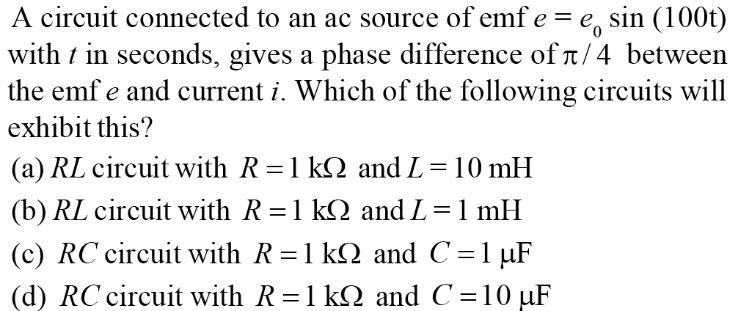 A circuit connected to an ac source of emf e = e₀ sin (100t)
with t in seconds, gives a phase difference of π/4 between
the emf e and current i. Which of the following circuits will
exhibit this?
(a) RL circuit with R = 1 kΩ and L = 10 mH
(b) RL circuit with R = 1 kΩ and L = 1 mH
(c) RC circuit with R = 1 kΩ and C = 1 μF
(d) RC circuit with R = 1 kΩ and C = 10 μF